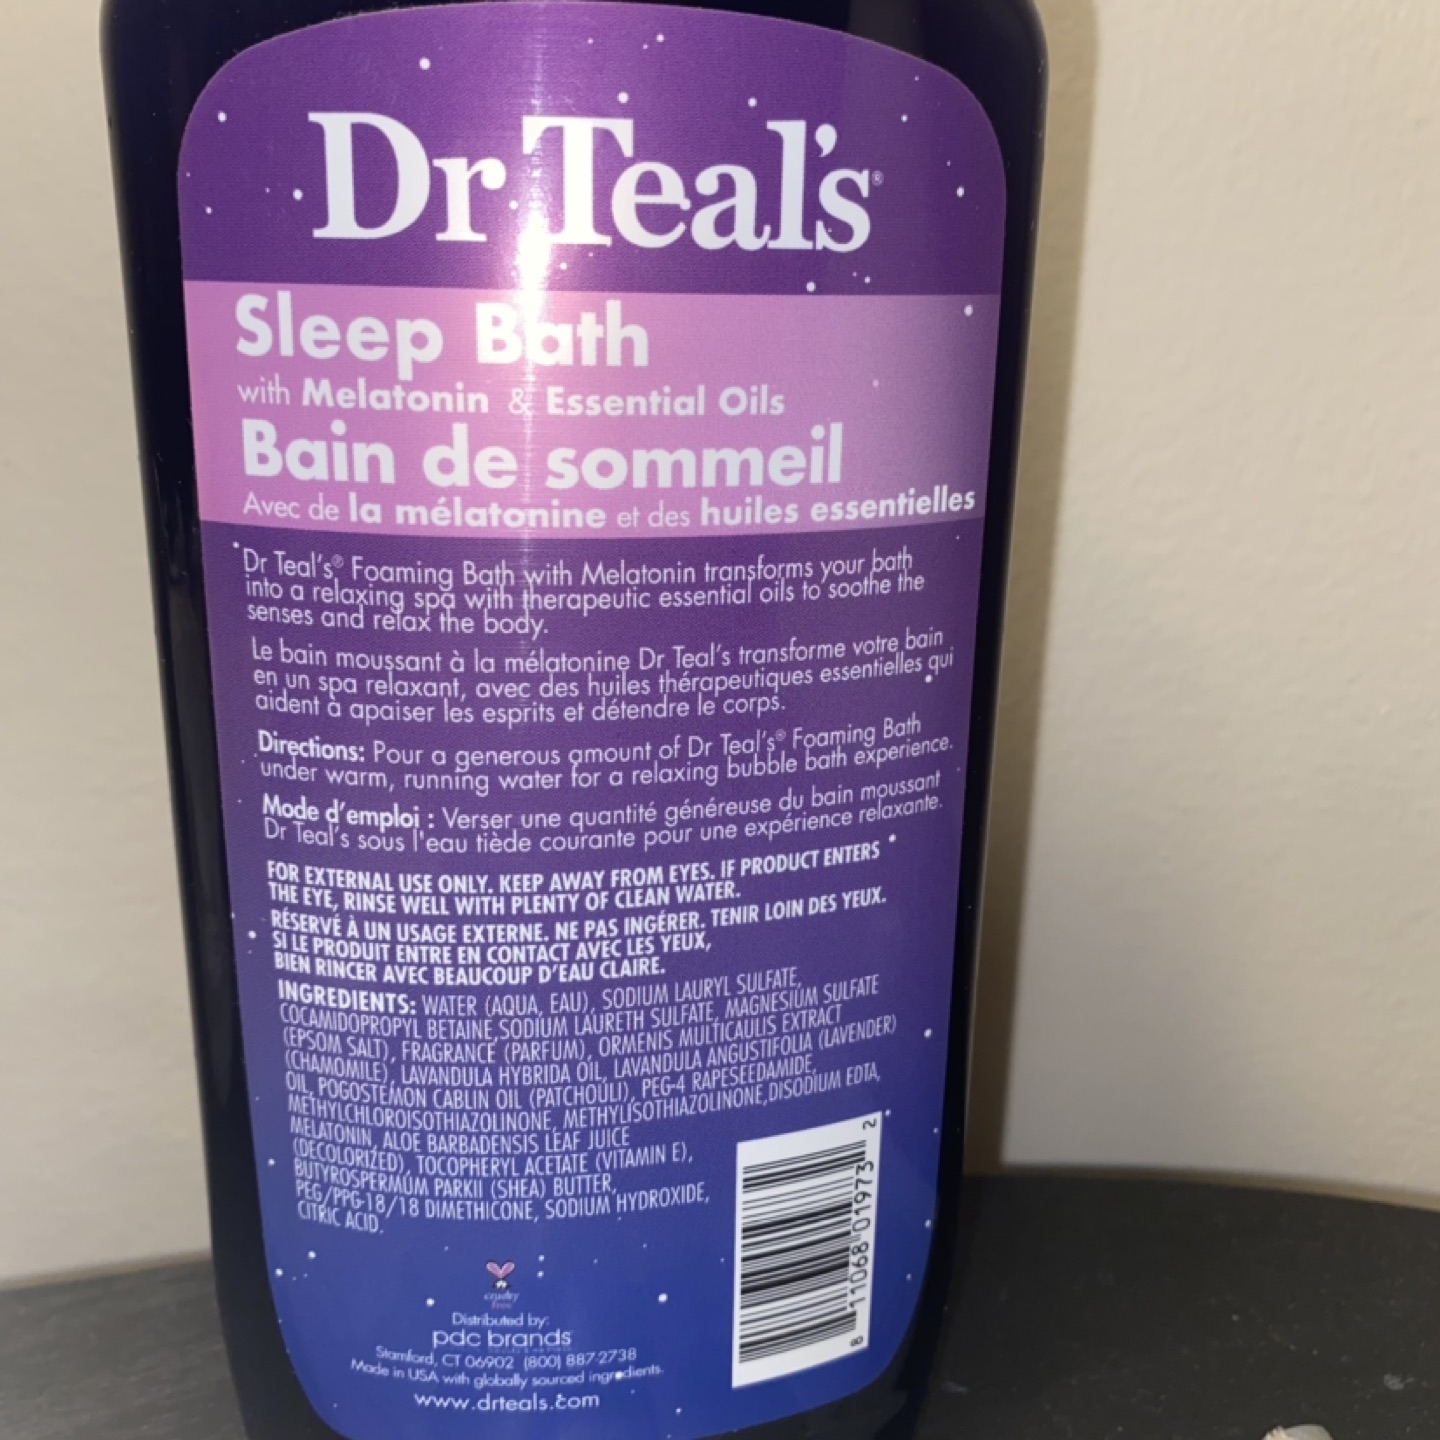 Dr Teal's®
Sleep Bath
with Melatonin & Essential Oils
Bain de sommeil
Avec de la mélatonine et des huiles essentielles
Dr Teal's® Foaming Bath with Melatonin transforms your bath
into a relaxing spa with therapeutic essential oils to soothe the
senses and relax the body.
Le bain moussant à la mélatonine Dr Teal's transforme votre bain
en un spa relaxant, avec des huiles thérapeutiques essentielles qui
aident à apaiser les esprits et détendre le corps.
Directions: Pour a generous amount of Dr Teal's® Foaming Bath
under warm, running water for a relaxing bubble bath experience.
Mode d'emploi : Verser une quantité généreuse du bain moussant
Dr Teal's sous l'eau tiède courante pour une expérience relaxante.
FOR EXTERNAL USE ONLY. KEEP AWAY FROM EYES. IF PRODUCT ENTERS
THE EYE, RINSE WELL WITH PLENTY OF CLEAN WATER.
RÉSERVÉ À UN USAGE EXTERNE. NE PAS INGÉRER. TENIR LOIN DES YEUX.
SI LE PRODUIT ENTRE EN CONTACT AVEC LES YEUX,
BIEN RINCER AVEC BEAUCOUP D'EAU CLAIRE.
INGREDIENTS: WATER (AQUA, EAU), SODIUM LAURYL SULFATE,
COCAMIDOPROPYL BETAINE, SODIUM LAURETH SULFATE, MAGNESIUM SULFATE
(EPSOM SALT), FRAGRANCE (PARFUM), ORMENIS MULTICAULIS EXTRACT
(CHAMOMILE), LAVANDULA HYBRIDA OIL, LAVANDULA ANGUSTIFOLIA (LAVENDER)
OIL, POGOSTEMON CABLIN OIL (PATCHOULI), PEG-4 RAPESEEDAMIDE,
METHYLCHLOROISOTHIAZOLINONE, METHYLISOTHIAZOLINONE, DISODIUM EDTA,
MELATONIN, ALOE BARBADENSIS LEAF JUICE
(DECOLORIZED), TOCOPHERYL ACETATE (VITAMIN E),
BUTYROSPERMUM PARKII (SHEA) BUTTER,
PEG/PPG-18/18 DIMETHICONE, SODIUM HYDROXIDE,
CITRIC ACID.
cruelty
free
Distributed by:
pdc brands
Stamford, CT 06902 (800) 887-2738
Made in USA with globally sourced ingredients.
www.drteals.com
8 11068 01973 2